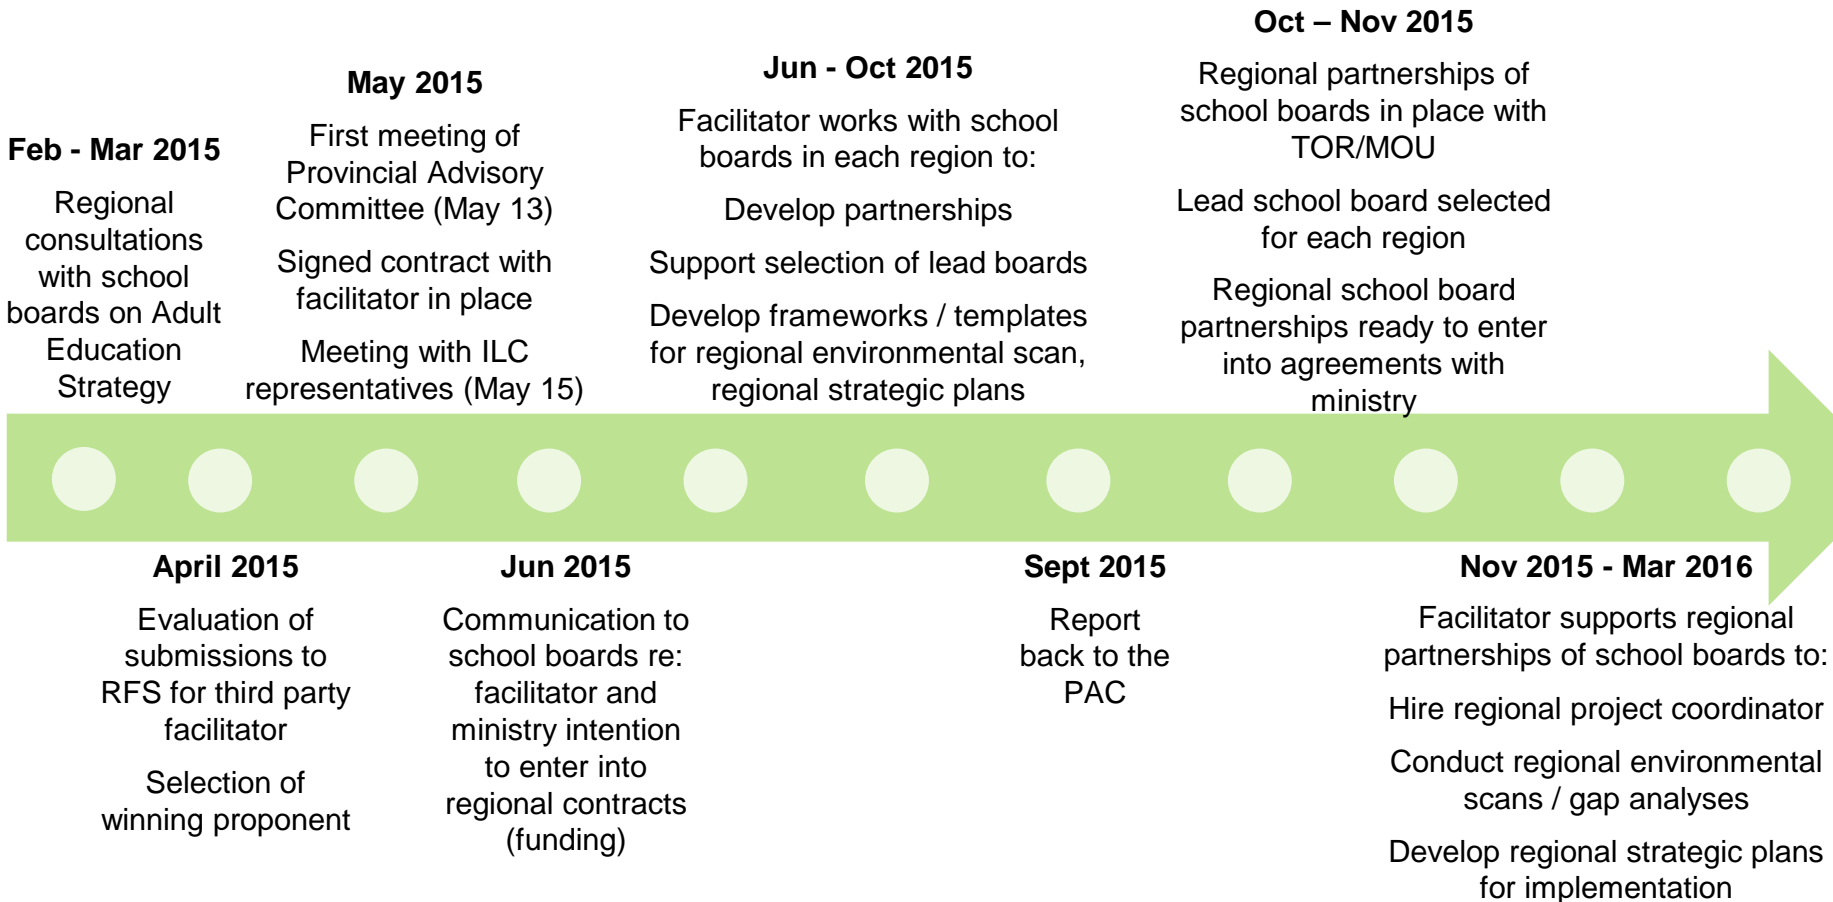 Feb - Mar 2015
Regional
consultations
with school
boards on Adult
Education
Strategy
May 2015
First meeting of
Provincial Advisory
Committee (May 13)
Signed contract with
facilitator in place
Meeting with ILC
representatives (May 15)
Jun - Oct 2015
Facilitator works with school
boards in each region to:
Develop partnerships
Support selection of lead boards
Develop frameworks / templates
for regional environmental scan,
regional strategic plans
Oct – Nov 2015
Regional partnerships of
school boards in place with
TOR/MOU
Lead school board selected
for each region
Regional school board
partnerships ready to enter
into agreements with
ministry
April 2015
Evaluation of
submissions to
RFS for third party
facilitator
Selection of
winning proponent
Jun 2015
Communication to
school boards re:
facilitator and
ministry intention
to enter into
regional contracts
(funding)
Sept 2015
Report
back to the
PAC
Nov 2015 - Mar 2016
Facilitator supports regional
partnerships of school boards to:
Hire regional project coordinator
Conduct regional environmental
scans / gap analyses
Develop regional strategic plans
for implementation